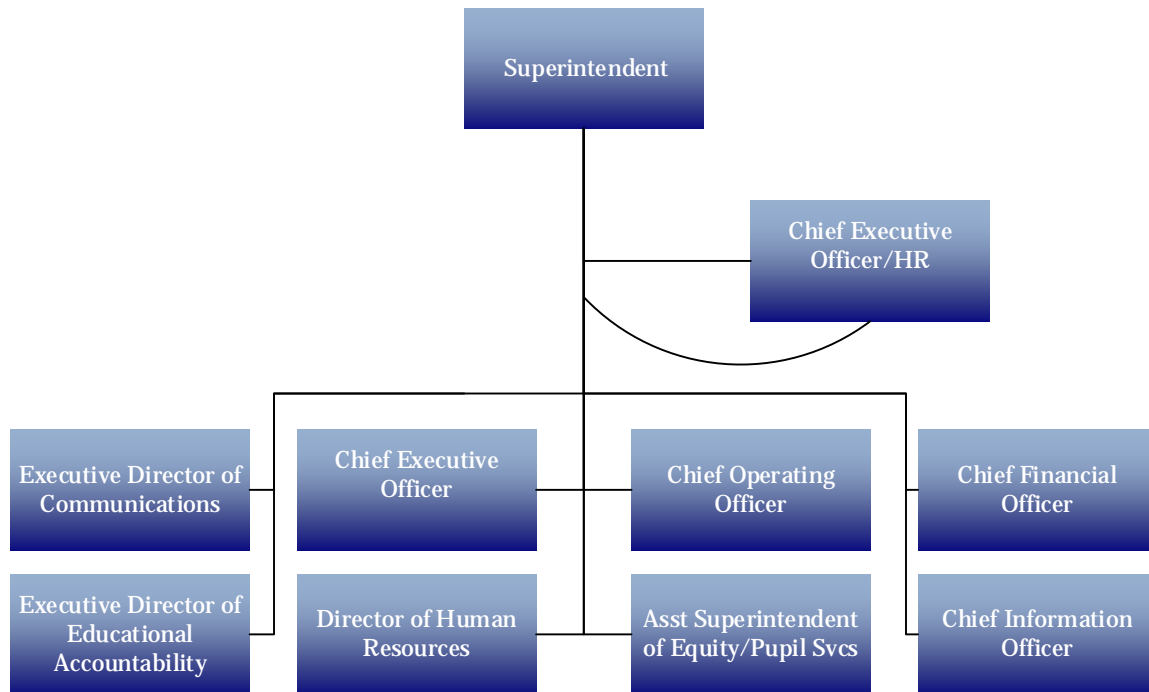 Superintendent
Chief Executive
Officer/HR
Executive Director of
Communications
Chief Executive
Officer
Chief Operating
Officer
Chief Financial
Officer
Executive Director of
Educational
Accountability
Director of Human
Resources
Asst Superintendent
of Equity/Pupil Svcs
Chief Information
Officer